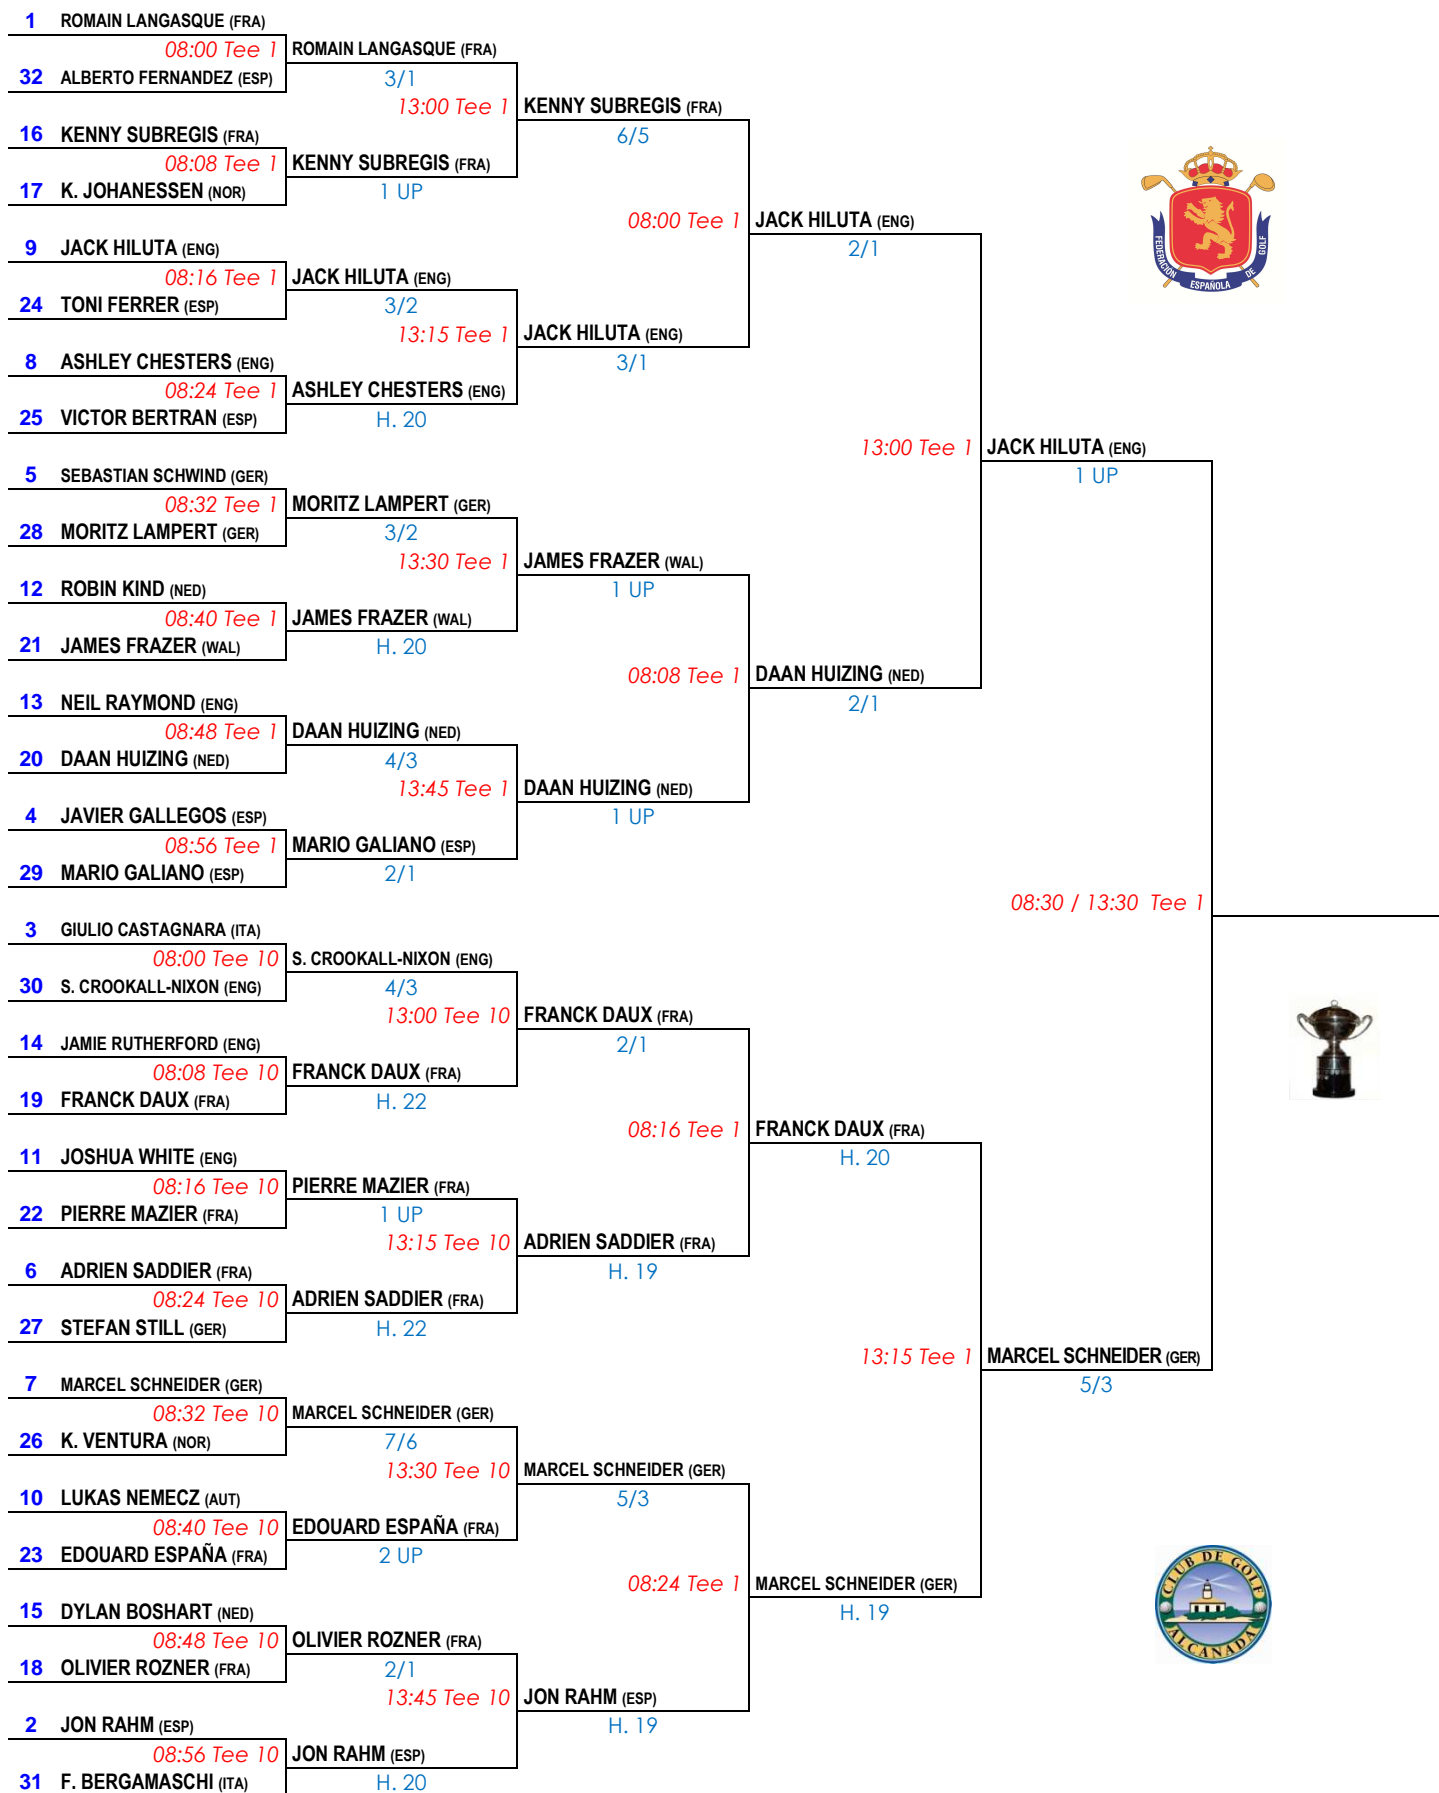 1 ROMAIN LANGASQUE (FRA)
08:00 Tee 1 ROMAIN LANGASQUE (FRA)
32 ALBERTO FERNANDEZ (ESP) 3/1
13:00 Tee 1 KENNY SUBREGIS (FRA)
16 KENNY SUBREGIS (FRA) 6/5
08:08 Tee 1 KENNY SUBREGIS (FRA)
17 K. JOHANESSEN (NOR) 1 UP
08:00 Tee 1 JACK HILUTA (ENG)
9 JACK HILUTA (ENG) 2/1
08:16 Tee 1 JACK HILUTA (ENG)
24 TONI FERRER (ESP) 3/2
13:15 Tee 1 JACK HILUTA (ENG)
8 ASHLEY CHESTERS (ENG) 3/1
08:24 Tee 1 ASHLEY CHESTERS (ENG)
25 VICTOR BERTRAN (ESP) H. 20
13:00 Tee 1 JACK HILUTA (ENG)
5 SEBASTIAN SCHWIND (GER) 1 UP
08:32 Tee 1 MORITZ LAMPERT (GER)
28 MORITZ LAMPERT (GER) 3/2
13:30 Tee 1 JAMES FRAZER (WAL)
12 ROBIN KIND (NED) 1 UP
08:40 Tee 1 JAMES FRAZER (WAL)
21 JAMES FRAZER (WAL) H. 20
08:08 Tee 1 DAAN HUIZING (NED)
13 NEIL RAYMOND (ENG) 2/1
08:48 Tee 1 DAAN HUIZING (NED)
20 DAAN HUIZING (NED) 4/3
13:45 Tee 1 DAAN HUIZING (NED)
4 JAVIER GALLEGOS (ESP) 1 UP
08:56 Tee 1 MARIO GALIANO (ESP)
29 MARIO GALIANO (ESP) 2/1
08:30 / 13:30 Tee 1
3 GIULIO CASTAGNARA (ITA)
08:00 Tee 10 S. CROOKALL-NIXON (ENG)
30 S. CROOKALL-NIXON (ENG) 4/3
13:00 Tee 10 FRANCK DAUX (FRA)
14 JAMIE RUTHERFORD (ENG) 2/1
08:08 Tee 10 FRANCK DAUX (FRA)
19 FRANCK DAUX (FRA) H. 22
08:16 Tee 1 FRANCK DAUX (FRA)
11 JOSHUA WHITE (ENG) H. 20
08:16 Tee 10 PIERRE MAZIER (FRA)
22 PIERRE MAZIER (FRA) 1 UP
13:15 Tee 10 ADRIEN SADDIER (FRA)
6 ADRIEN SADDIER (FRA) H. 19
08:24 Tee 10 ADRIEN SADDIER (FRA)
27 STEFAN STILL (GER) H. 22
13:15 Tee 1 MARCEL SCHNEIDER (GER)
7 MARCEL SCHNEIDER (GER) 5/3
08:32 Tee 10 MARCEL SCHNEIDER (GER)
26 K. VENTURA (NOR) 7/6
13:30 Tee 10 MARCEL SCHNEIDER (GER)
10 LUKAS NEMECZ (AUT) 5/3
08:40 Tee 10 EDOUARD ESPAÑA (FRA)
23 EDOUARD ESPAÑA (FRA) 2 UP
08:24 Tee 1 MARCEL SCHNEIDER (GER)
15 DYLAN BOSHART (NED) H. 19
08:48 Tee 10 OLIVIER ROZNER (FRA)
18 OLIVIER ROZNER (FRA) 2/1
13:45 Tee 10 JON RAHM (ESP)
2 JON RAHM (ESP) H. 19
08:56 Tee 10 JON RAHM (ESP)
31 F. BERGAMASCHI (ITA) H. 20
FEDERACIÓN ESPAÑOLA DE GOLF
CLUB DE GOLF
ALCANADA